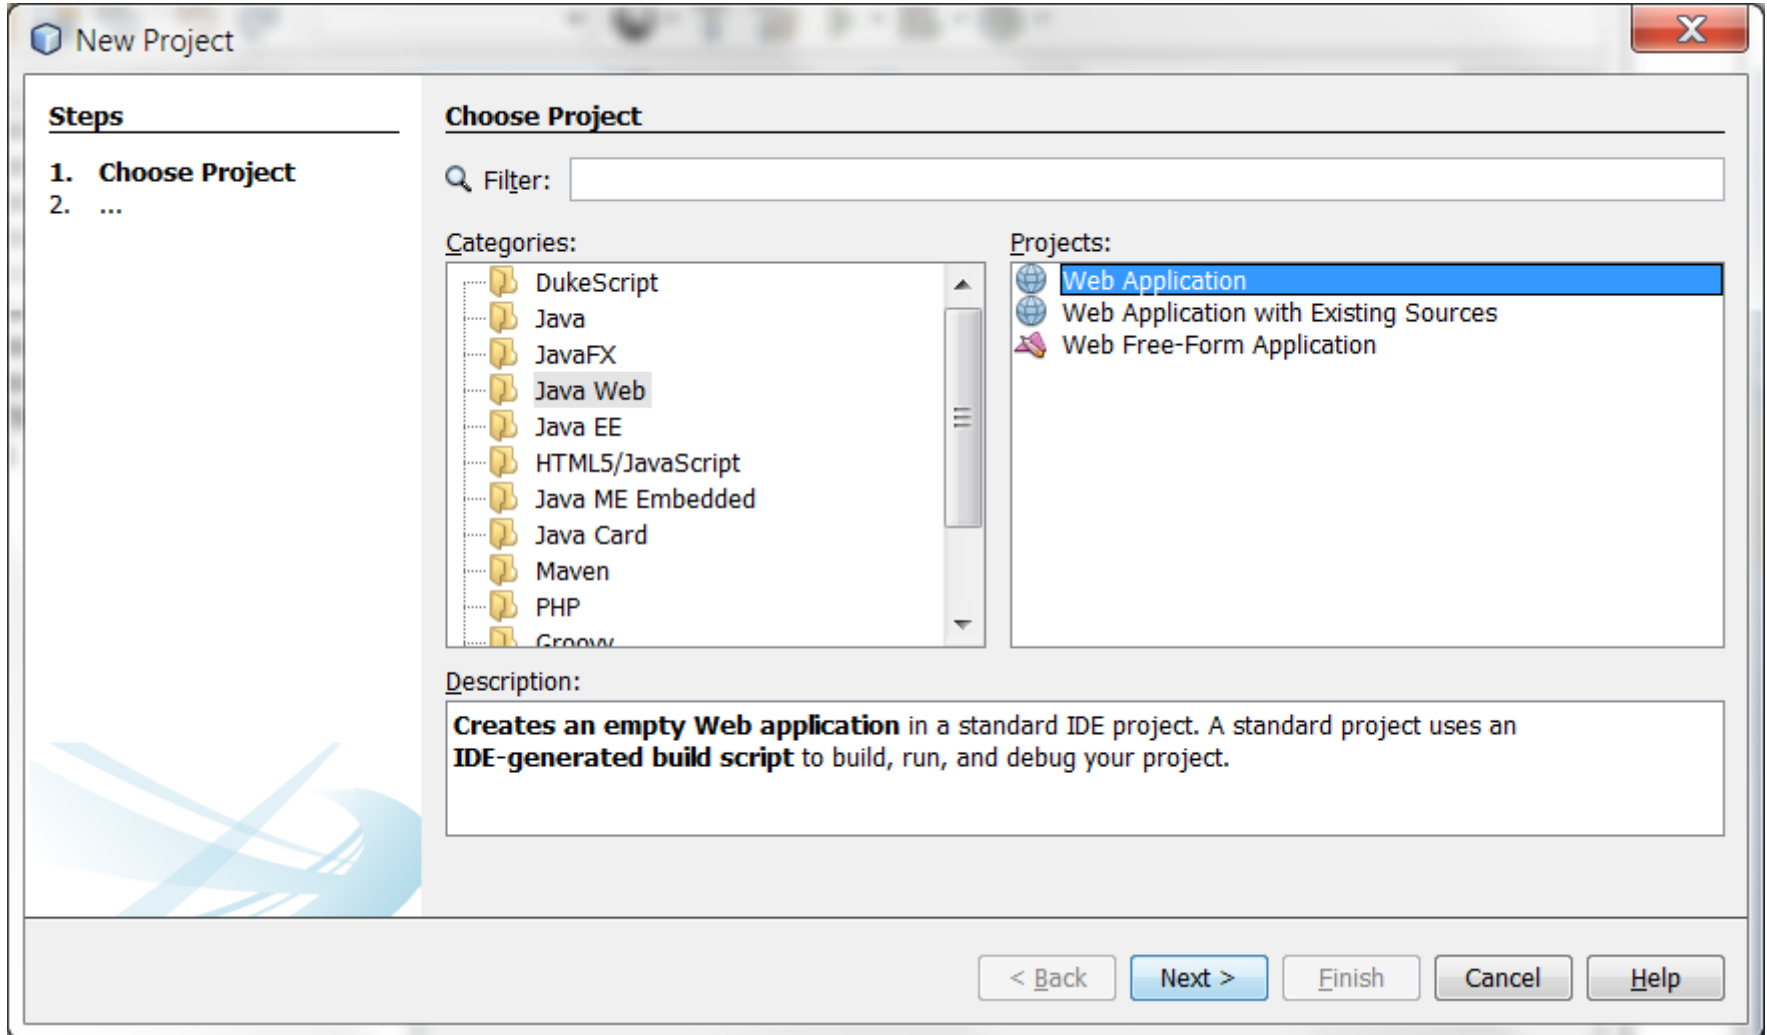 New Project
Steps
1. Choose Project
2. ...
Choose Project
Filter:
Categories:
DukeScript
Java
JavaFX
Java Web
Java EE
HTML5/JavaScript
Java ME Embedded
Java Card
Maven
PHP
Groovy
Projects:
Web Application
Web Application with Existing Sources
Web Free-Form Application
Description:
Creates an empty Web application in a standard IDE project. A standard project uses an
IDE-generated build script to build, run, and debug your project.
< Back
Next >
Finish
Cancel
Help